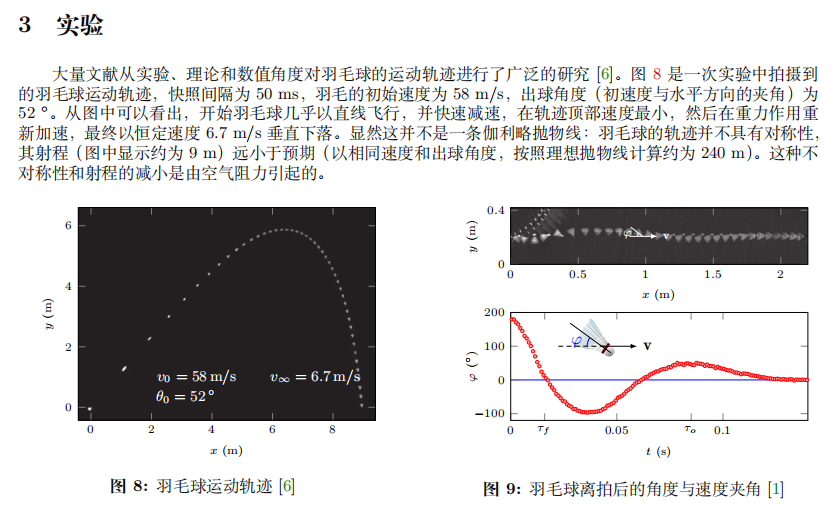 3 实验
大量文献从实验、理论和数值角度对羽毛球的运动轨迹进行了广泛的研究 [6]。图 8 是一次实验中拍摄到
的羽毛球运动轨迹，快照间隔为 50 ms，羽毛的初始速度为 58 m/s，出球角度（初速度与水平方向的夹角）为
52 °。从图中可以看出，开始羽毛球几乎以直线飞行，并快速减速，在轨迹顶部速度最小，然后在重力作用重
新加速，最终以恒定速度 6.7 m/s 垂直下落。显然这并不是一条伽利略抛物线：羽毛球的轨迹并不具有对称性，
其射程（图中显示约为 9 m）远小于预期（以相同速度和出球角度，按照理想抛物线计算约为 240 m）。这种不
对称性和射程的减小是由空气阻力引起的。
6
4
2
0
y (m)
v₀ = 58 m/s
v∞ = 6.7 m/s
θ₀ = 52°
0 2 4 6 8
x (m)
图 8: 羽毛球运动轨迹 [6]
0.4
0
y (m)
φ
v
0 0.5 1 1.5 2
x (m)
200
100
0
−100
φ (°)
φ
v
0 τf 0.05 τo 0.1
t (s)
图 9: 羽毛球离拍后的角度与速度夹角 [1]